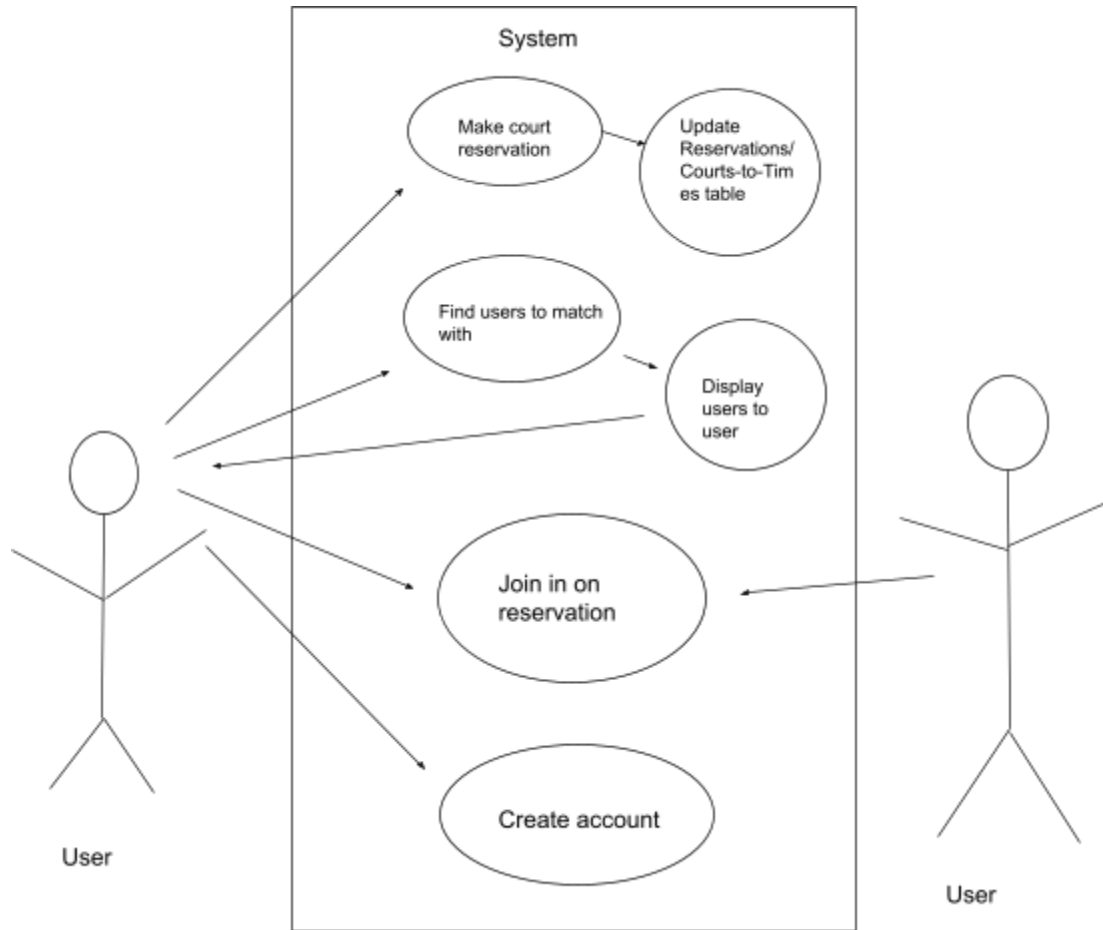 System
Make court
reservation
Update
Reservations/
Courts-to-Tim
es table
Find users to match
with
Display
users to
user
Join in on
reservation
Create account
User
User